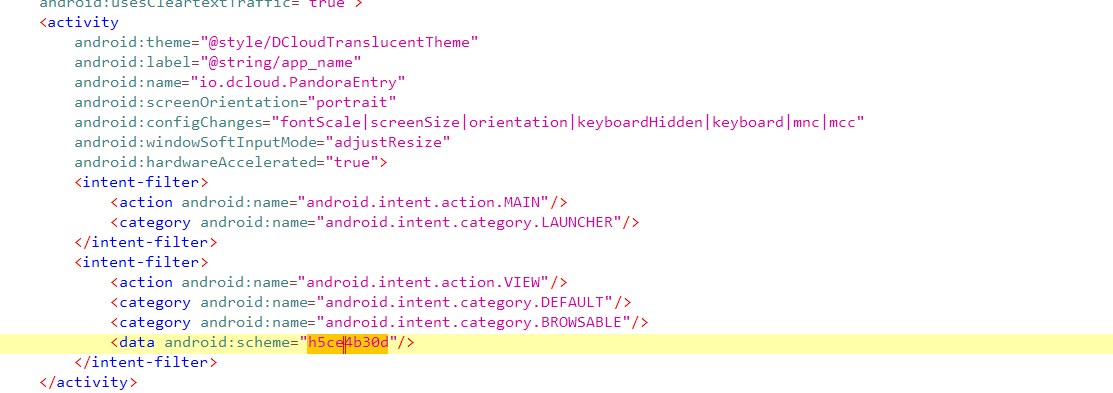 android:usesCleartextTraffic="true">
<activity
android:theme="@style/DCloudTranslucentTheme"
android:label="@string/app_name"
android:name="io.dcloud.PandoraEntry"
android:screenOrientation="portrait"
android:configChanges="fontScale|screenSize|orientation|keyboardHidden|keyboard|mnc|mcc"
android:windowSoftInputMode="adjustResize"
android:hardwareAccelerated="true">
<intent-filter>
<action android:name="android.intent.action.MAIN"/>
<category android:name="android.intent.category.LAUNCHER"/>
</intent-filter>
<intent-filter>
<action android:name="android.intent.action.VIEW"/>
<category android:name="android.intent.category.DEFAULT"/>
<category android:name="android.intent.category.BROWSABLE"/>
<data android:scheme="h5ce4b30d"/>
</intent-filter>
</activity>